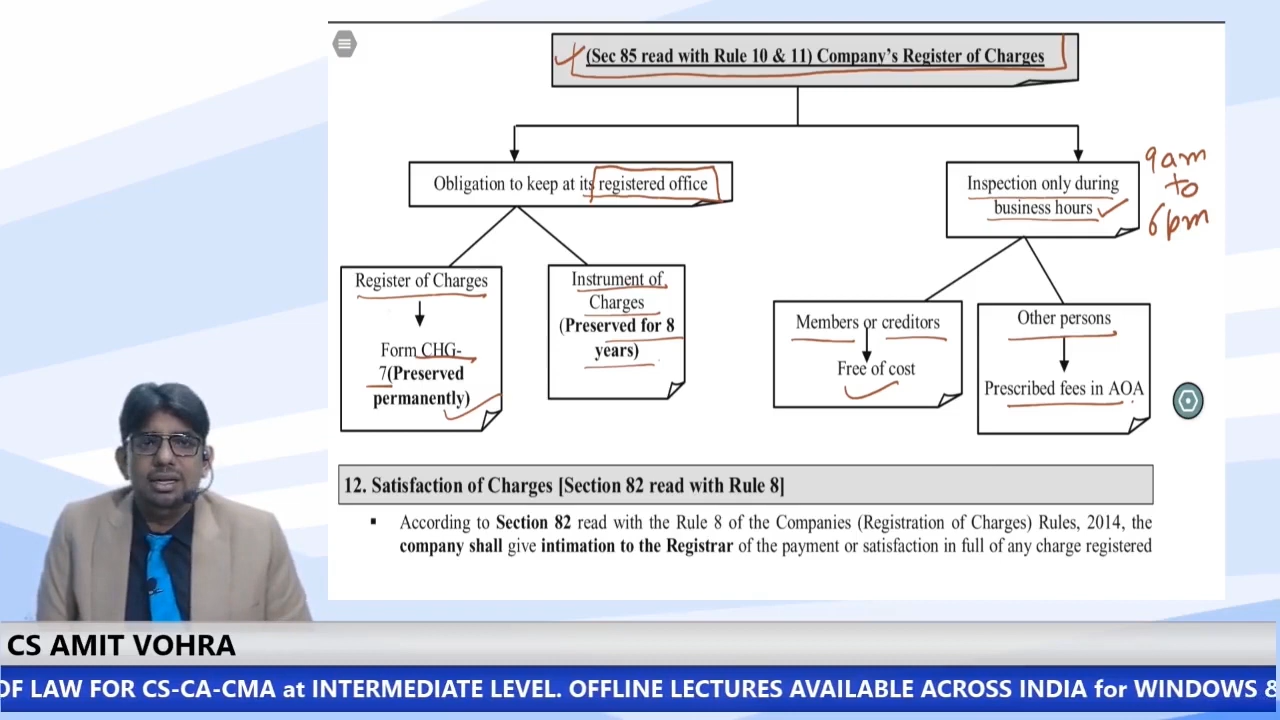 (Sec 85 read with Rule 10 & 11) Company's Register of Charges
Obligation to keep at its registered office
Inspection only during
business hours
9am
to
6pm
Register of Charges
Form CHG-
7(Preserved
permanently)
Instrument of
Charges
(Preserved for 8
years)
Members or creditors
Free of cost
Other persons
Prescribed fees in AOA
12. Satisfaction of Charges [Section 82 read with Rule 8]
▪ According to Section 82 read with the Rule 8 of the Companies (Registration of Charges) Rules, 2014, the
company shall give intimation to the Registrar of the payment or satisfaction in full of any charge registered
CS AMIT VOHRA
OF LAW FOR CS-CA-CMA at INTERMEDIATE LEVEL. OFFLINE LECTURES AVAILABLE ACROSS INDIA for WINDOWS &